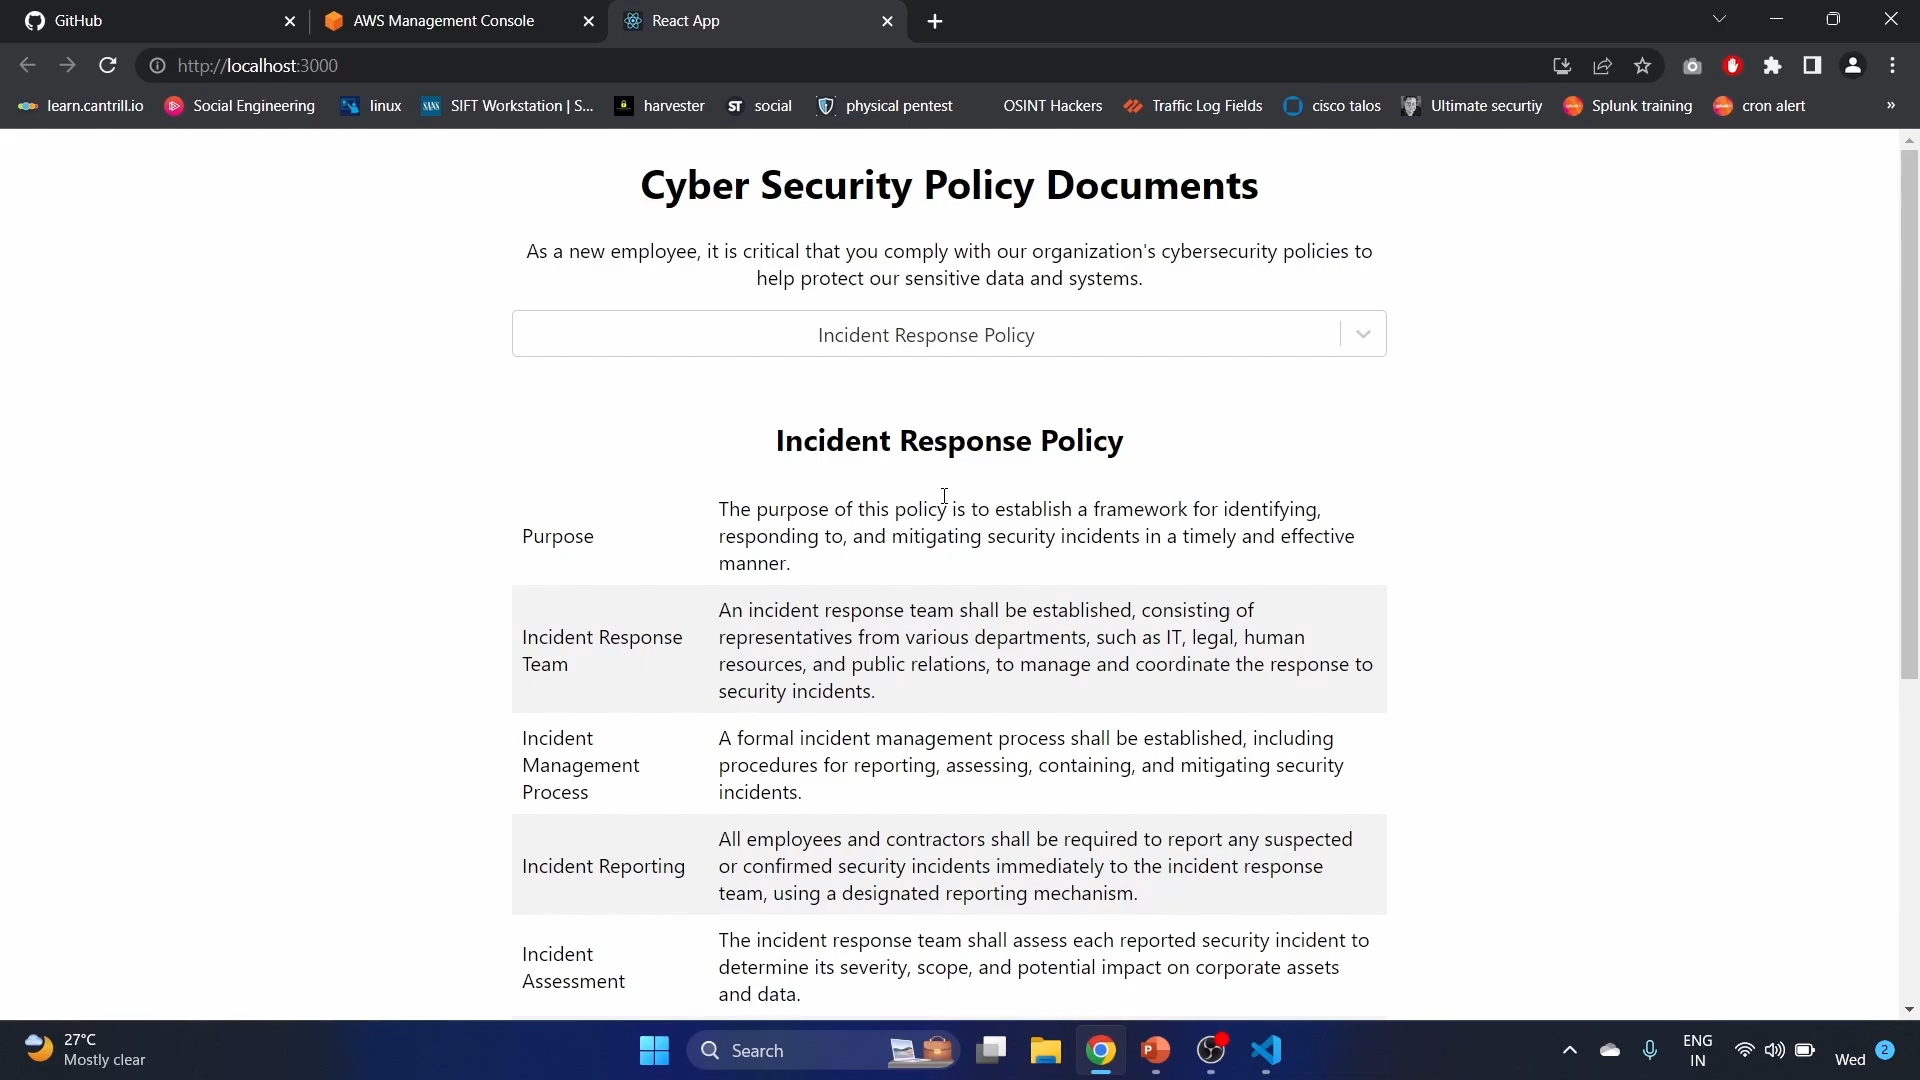 GitHub
AWS Management Console
React App
http://localhost:3000
learn.cantrill.io
Social Engineering
linux
SANS
SIFT Workstation | S...
harvester
ST
social
physical pentest
OSINT Hackers
Traffic Log Fields
cisco talos
Ultimate securtiy
Splunk training
cron alert
»
Cyber Security Policy Documents
As a new employee, it is critical that you comply with our organization's cybersecurity policies to
help protect our sensitive data and systems.
Incident Response Policy
Incident Response Policy
Purpose
The purpose of this policy is to establish a framework for identifying,
responding to, and mitigating security incidents in a timely and effective
manner.
Incident Response
Team
An incident response team shall be established, consisting of
representatives from various departments, such as IT, legal, human
resources, and public relations, to manage and coordinate the response to
security incidents.
Incident
Management
Process
A formal incident management process shall be established, including
procedures for reporting, assessing, containing, and mitigating security
incidents.
Incident Reporting
All employees and contractors shall be required to report any suspected
or confirmed security incidents immediately to the incident response
team, using a designated reporting mechanism.
Incident
Assessment
The incident response team shall assess each reported security incident to
determine its severity, scope, and potential impact on corporate assets
and data.
27°C
Mostly clear
Search
P
ENG
IN
Wed
2